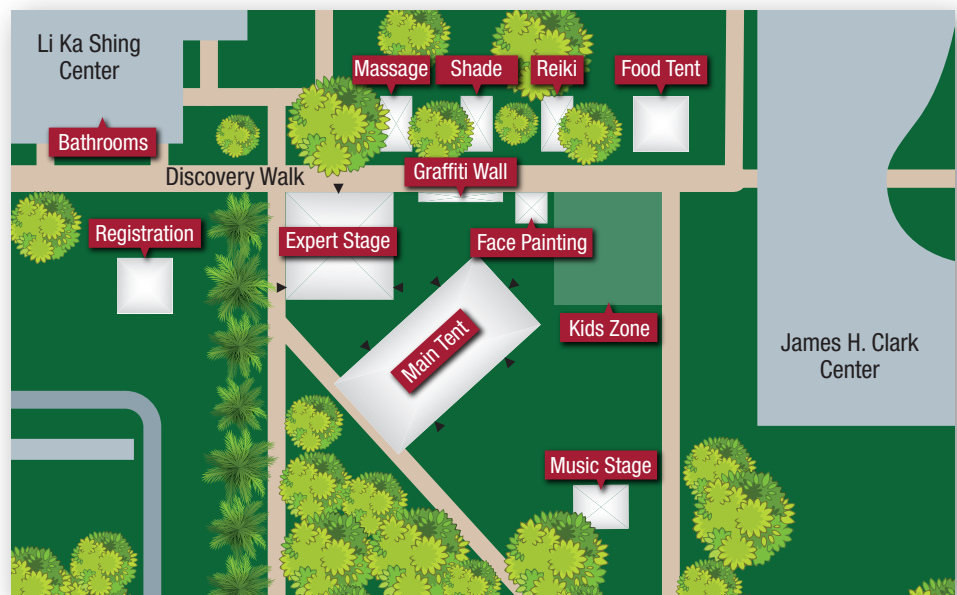 Li Ka Shing
Center
Massage
Shade
Reiki
Food Tent
Bathrooms
Discovery Walk
Graffiti Wall
Registration
Expert Stage
Face Painting
Main Tent
Kids Zone
James H. Clark
Center
Music Stage